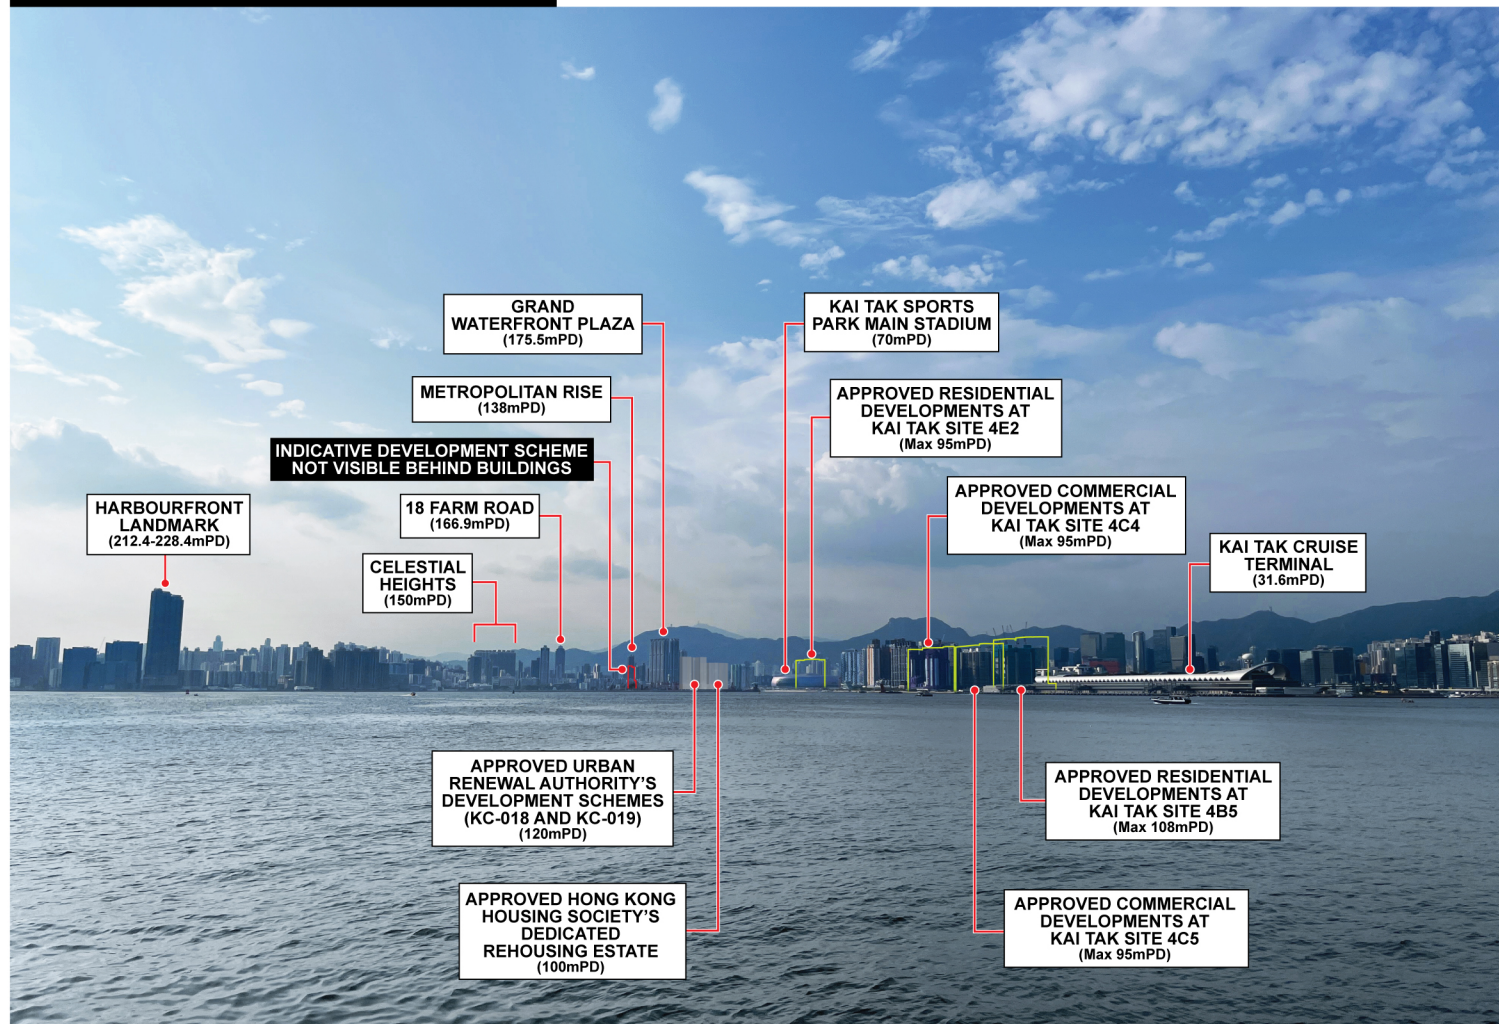 GRAND
WATERFRONT PLAZA
(175.5mPD)
KAI TAK SPORTS
PARK MAIN STADIUM
(70mPD)
METROPOLITAN RISE
(138mPD)
APPROVED RESIDENTIAL
DEVELOPMENTS AT
KAI TAK SITE 4E2
(Max 95mPD)
INDICATIVE DEVELOPMENT SCHEME
NOT VISIBLE BEHIND BUILDINGS
HARBOURFRONT
LANDMARK
(212.4-228.4mPD)
18 FARM ROAD
(166.9mPD)
APPROVED COMMERCIAL
DEVELOPMENTS AT
KAI TAK SITE 4C4
(Max 95mPD)
CELESTIAL
HEIGHTS
(150mPD)
KAI TAK CRUISE
TERMINAL
(31.6mPD)
APPROVED URBAN
RENEWAL AUTHORITY'S
DEVELOPMENT SCHEMES
(KC-018 AND KC-019)
(120mPD)
APPROVED RESIDENTIAL
DEVELOPMENTS AT
KAI TAK SITE 4B5
(Max 108mPD)
APPROVED HONG KONG
HOUSING SOCIETY'S
DEDICATED
REHOUSING ESTATE
(100mPD)
APPROVED COMMERCIAL
DEVELOPMENTS AT
KAI TAK SITE 4C5
(Max 95mPD)